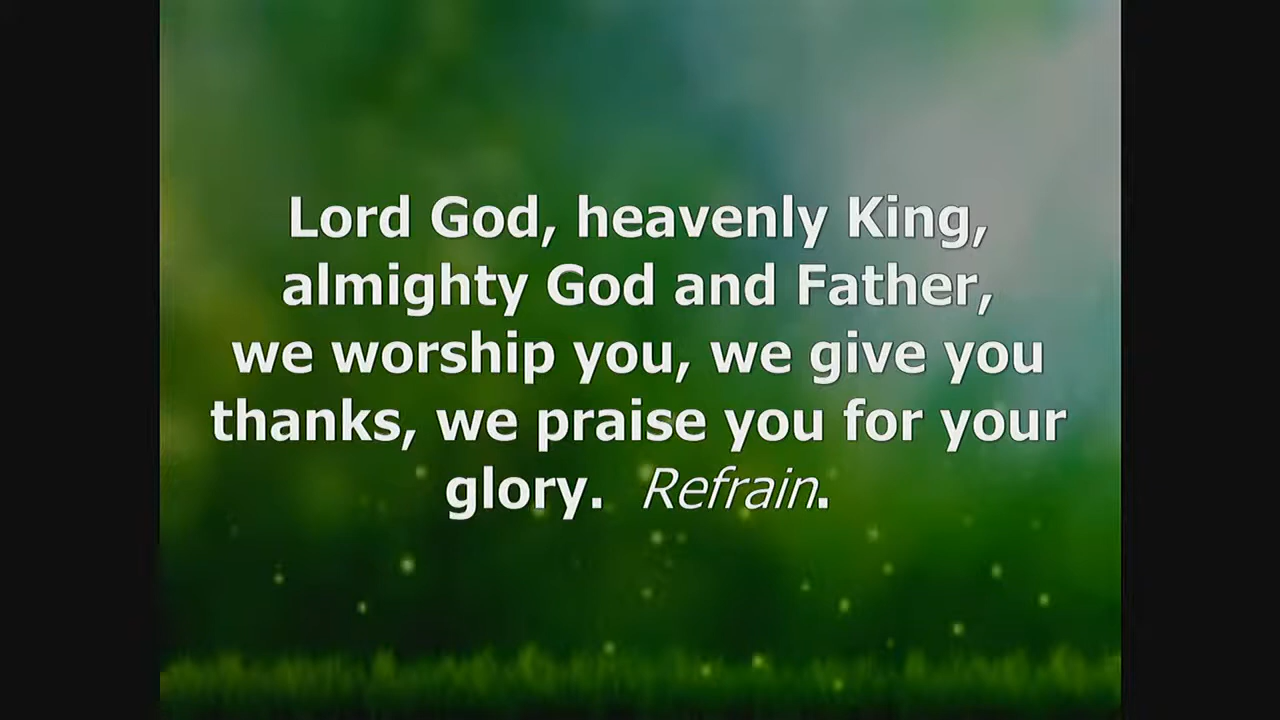 Lord God, heavenly King,
almighty God and Father,
we worship you, we give you
thanks, we praise you for your
glory. Refrain.